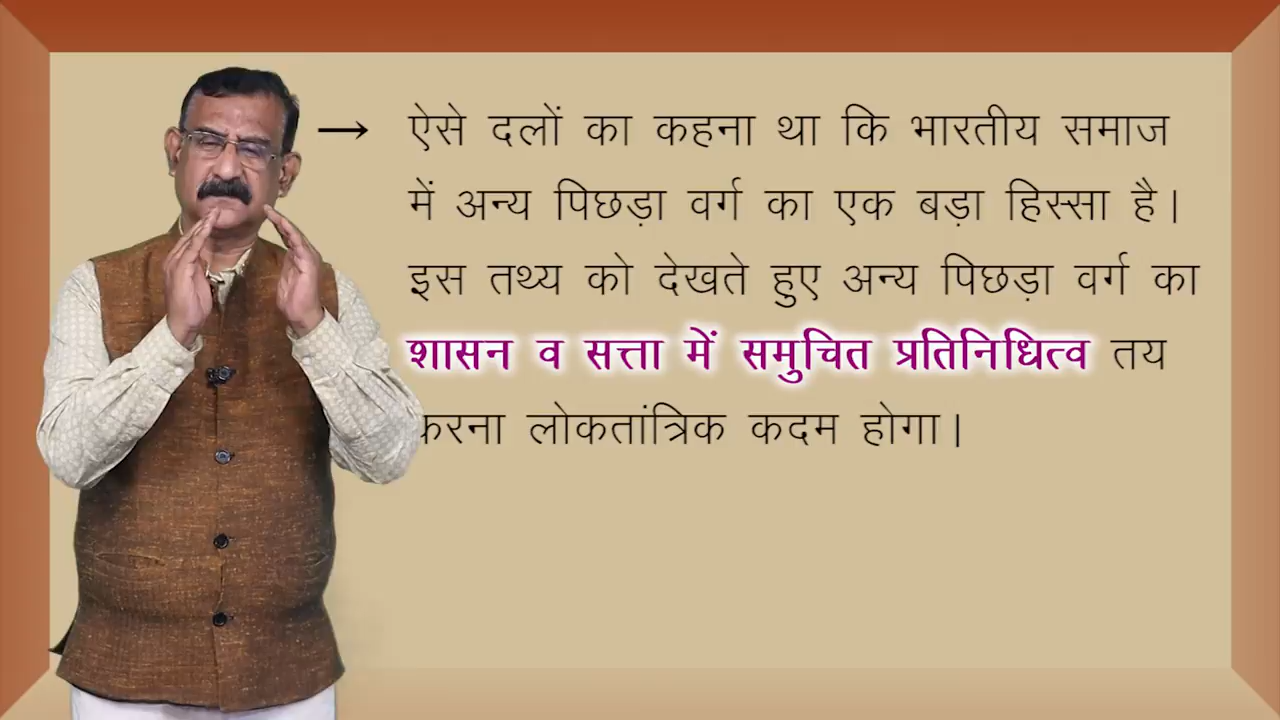 → ऐसे दलों का कहना था कि भारतीय समाज
में अन्य पिछड़ा वर्ग का एक बड़ा हिस्सा है।
इस तथ्य को देखते हुए अन्य पिछड़ा वर्ग का
शासन व सत्ता में समुचित प्रतिनिधित्व तय
करना लोकतांत्रिक कदम होगा।